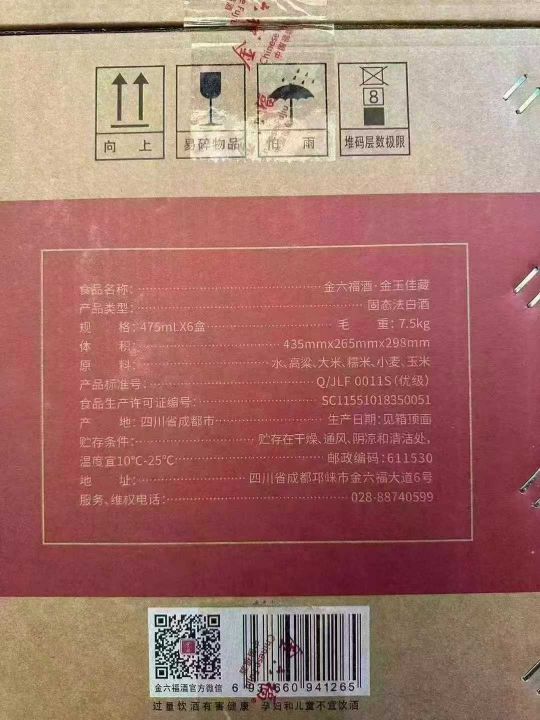 向 上
易碎物品
怕 雨
8
堆码层数极限
食品名称：金六福酒·金玉佳藏
产品类型：固态法白酒
规 格：475mLX6盒 毛 重：7.5kg
体 积：435mmx265mmx298mm
原 料：水、高粱、大米、糯米、小麦、玉米
产品标准号：Q/JLF 0011S（优级）
食品生产许可证编号：SC11551018350051
产 地：四川省成都市 生产日期：见箱顶面
贮存条件：贮存在干燥、通风、阴凉和清洁处，
温度宜10℃-25℃ 邮政编码：611530
地 址：四川省成都邛崃市金六福大道6号
服务、维权电话：028-88740599
金六福酒官方微信
6 937660 941265
过量饮酒有害健康 孕妇和儿童不宜饮酒